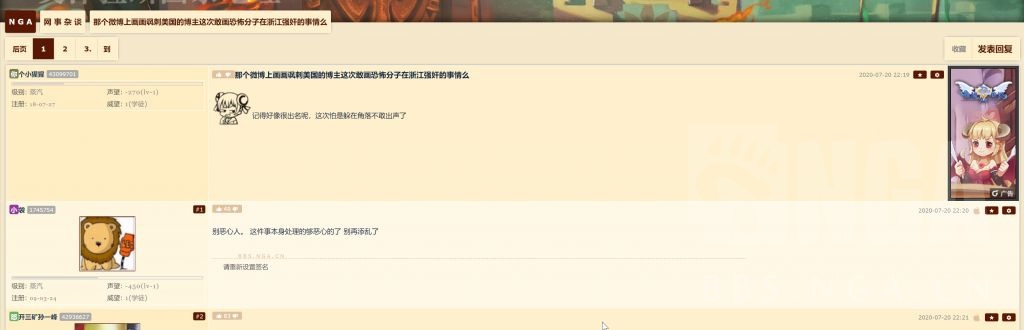 NGA 网事杂谈 那个微博上画画讽刺美国的博主这次敢画恐怖分子在浙江强奸的事情么
后页 1 2 3. 到 收藏 发表回复
个小猩猩 43099701 那个微博上画画讽刺美国的博主这次敢画恐怖分子在浙江强奸的事情么 2020-07-20 22:19
级别: 蒸汽 声望: -270(lv-1)
注册: 18-07-27 威望: 1(学徒)
记得好像很出名呢，这次怕是躲在角落不敢出声了
广告
小袋 1745754 #1 48 2020-07-20 22:20
别恶心人。 这件事本身处理的够恶心的了 别再添乱了
BBS.NGA.CN
请重新设置签名
级别: 蒸汽 声望: -450(lv-1)
注册: 02-03-24 威望: 1(学徒)
开三矿孙一峰 42936627 #2 83 2020-07-20 22:21